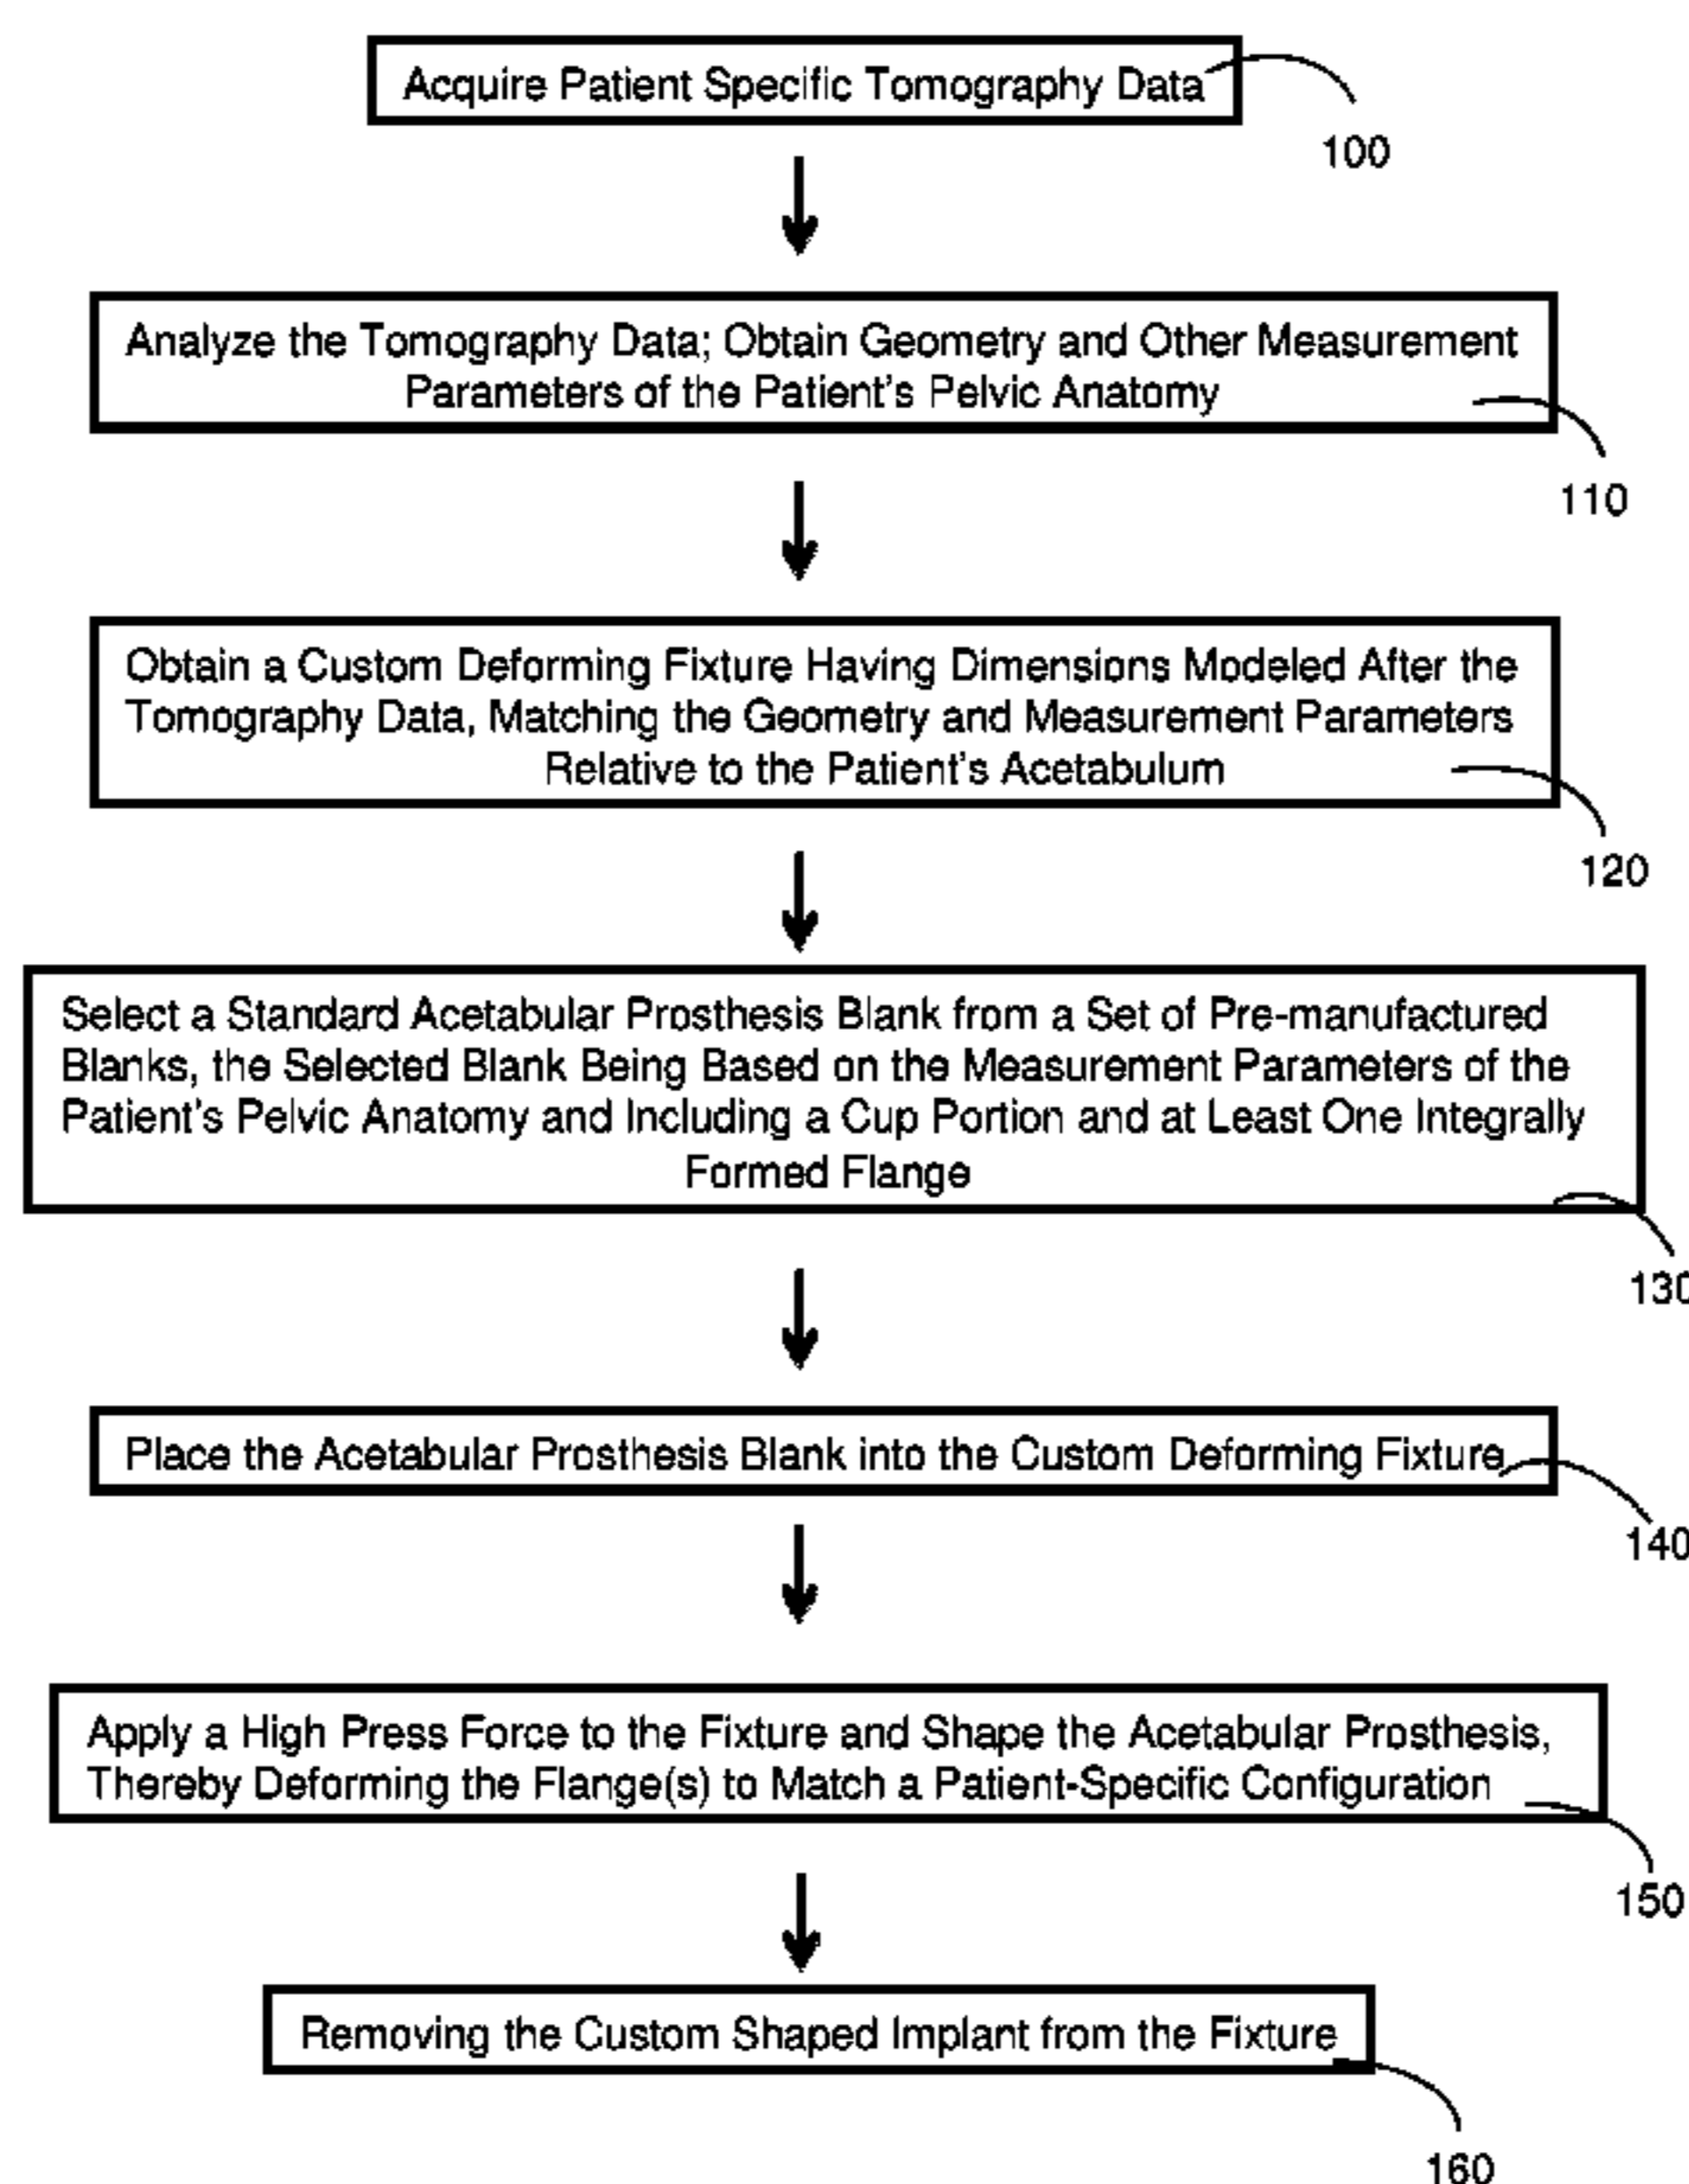 Acquire Patient Specific Tomography Data
100
Analyze the Tomography Data; Obtain Geometry and Other Measurement
Parameters of the Patient's Pelvic Anatomy
110
Obtain a Custom Deforming Fixture Having Dimensions Modeled After the
Tomography Data, Matching the Geometry and Measurement Parameters
Relative to the Patient's Acetabulum
120
Select a Standard Acetabular Prosthesis Blank from a Set of Pre-manufactured
Blanks, the Selected Blank Being Based on the Measurement Parameters of the
Patient's Pelvic Anatomy and Including a Cup Portion and at Least One Integrally
Formed Flange
130
Place the Acetabular Prosthesis Blank into the Custom Deforming Fixture
140
Apply a High Press Force to the Fixture and Shape the Acetabular Prosthesis,
Thereby Deforming the Flange(s) to Match a Patient-Specific Configuration
150
Removing the Custom Shaped Implant from the Fixture
160